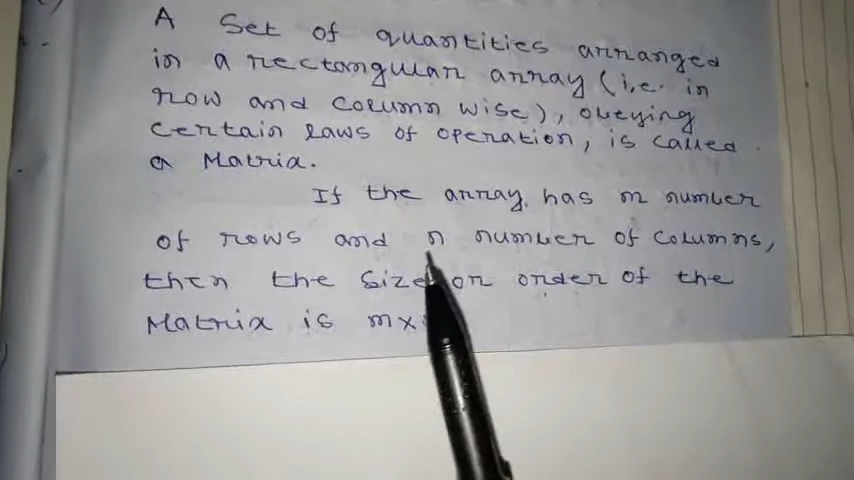 A Set of quantities arranged
in a rectangular array (i.e. in
row and column wise), obeying
certain laws of operation, is called
a Matrix.
If the array has m number
of rows and n number of columns,
then the size or order of the
Matrix is mx